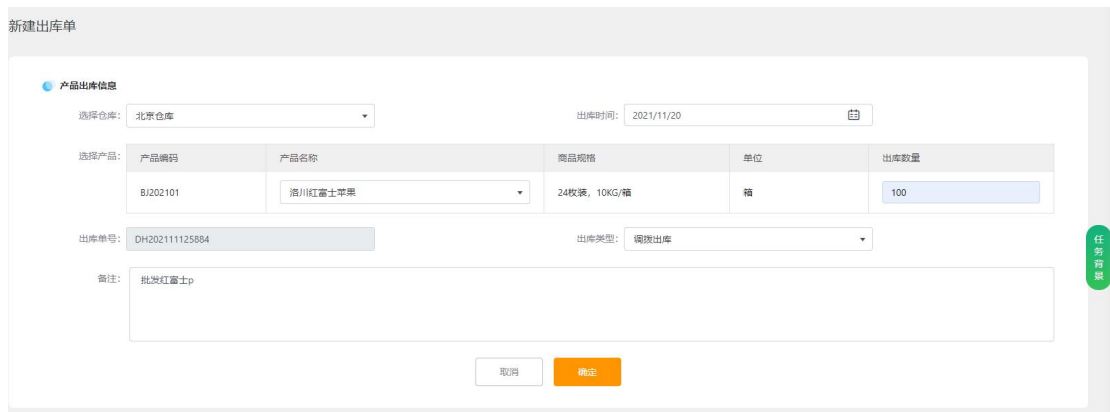 新建出库单
产品出库信息
选择仓库： 北京仓库 出库时间： 2021/11/20
选择产品： 产品编码 产品名称 商品规格 单位 出库数量
BJ202101 洛川红富士苹果 24枚装，10KG/箱 箱 100
出库单号： DH202111125884 出库类型： 调拨出库
备注： 批发红富士p
取消 确定
任务背景